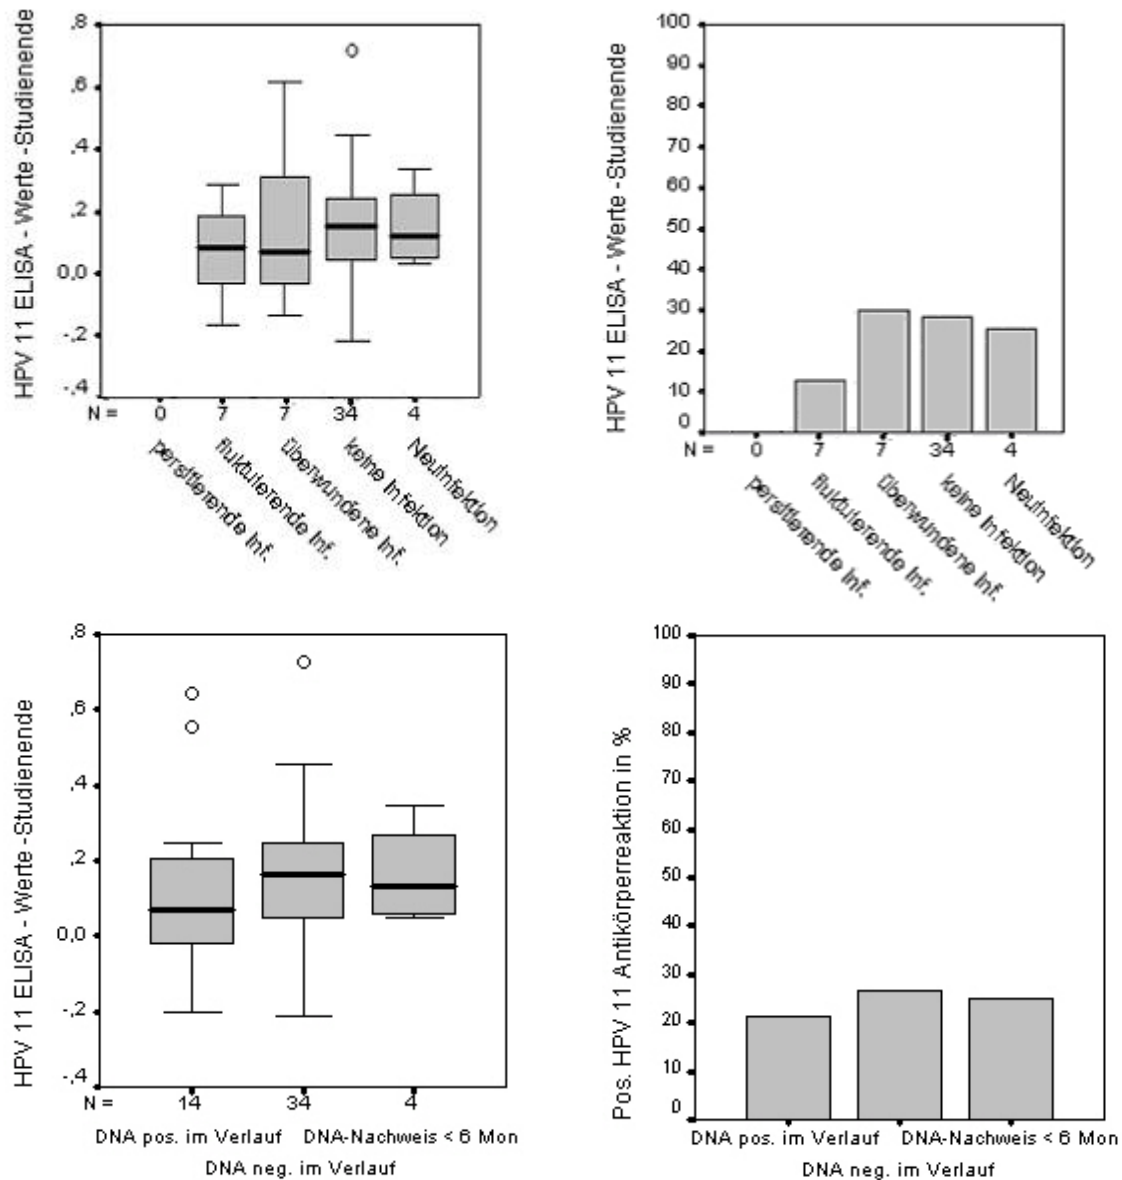 HPV 11 ELISA - Werte -Studienende
,8
,6
,4
,2
0,0
-,2
-,4
N = 0 7 7 34 4
persitierende Inf.
fluktuierende Inf.
überwundene Inf.
keine Infektion
Neuinfektion
HPV 11 ELISA - Werte -Studienende
100
90
80
70
60
50
40
30
20
10
0
N = 0 7 7 34 4
persitierende Inf.
fluktuierende Inf.
überwundene Inf.
keine Infektion
Neuinfektion
HPV 11 ELISA - Werte -Studienende
,8
,6
,4
,2
0,0
-,2
-,4
N = 14 34 4
DNA pos. im Verlauf DNA-Nachweis < 6 Mon
DNA neg. im Verlauf
Pos. HPV 11 Antikörperreaktion in %
100
90
80
70
60
50
40
30
20
10
0
DNA pos. im Verlauf DNA-Nachweis < 6 Mon
DNA neg. im Verlauf